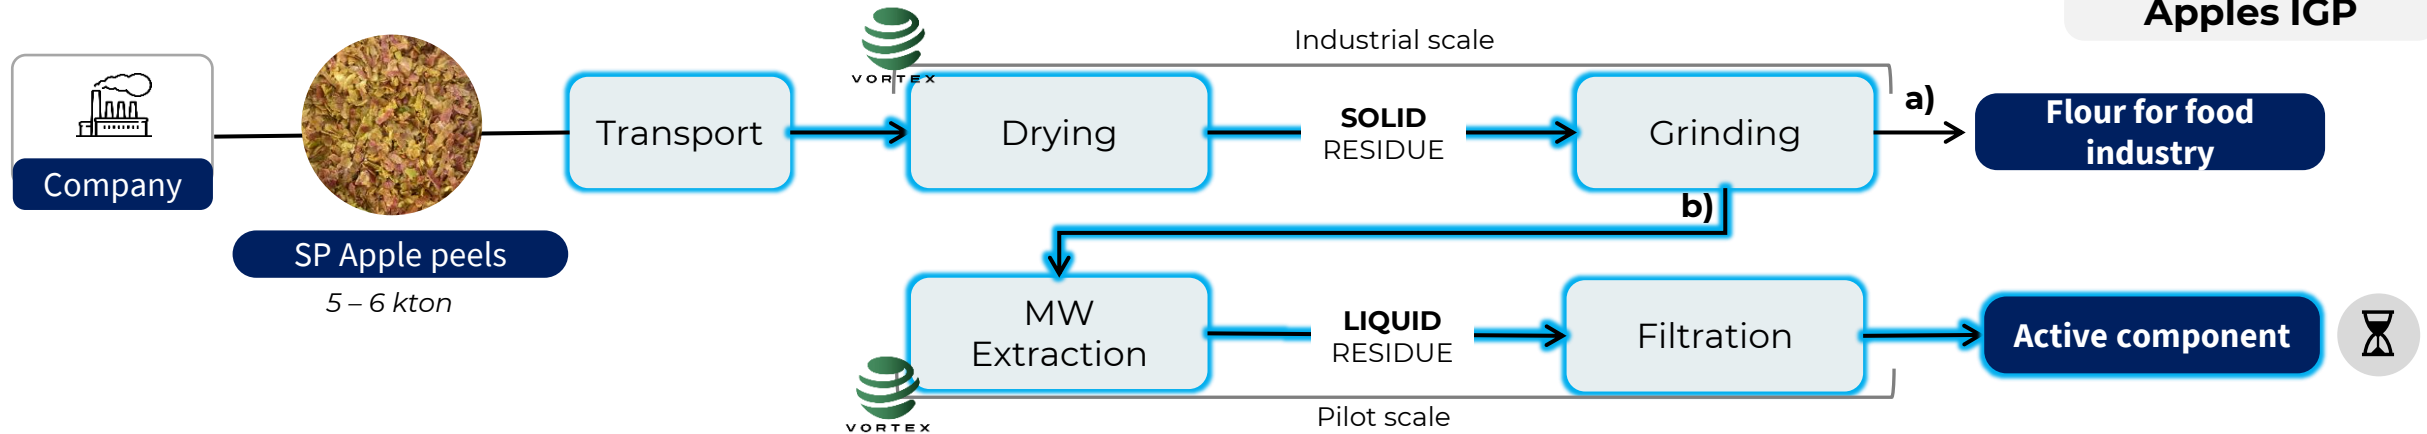 Apples IGP
Industrial scale
VORTEX
a)
Transport
Drying
SOLID
RESIDUE
Grinding
Flour for food
industry
Company
b)
SP Apple peels
5 – 6 kton
MW
Extraction
LIQUID
RESIDUE
Filtration
Active component
VORTEX
Pilot scale